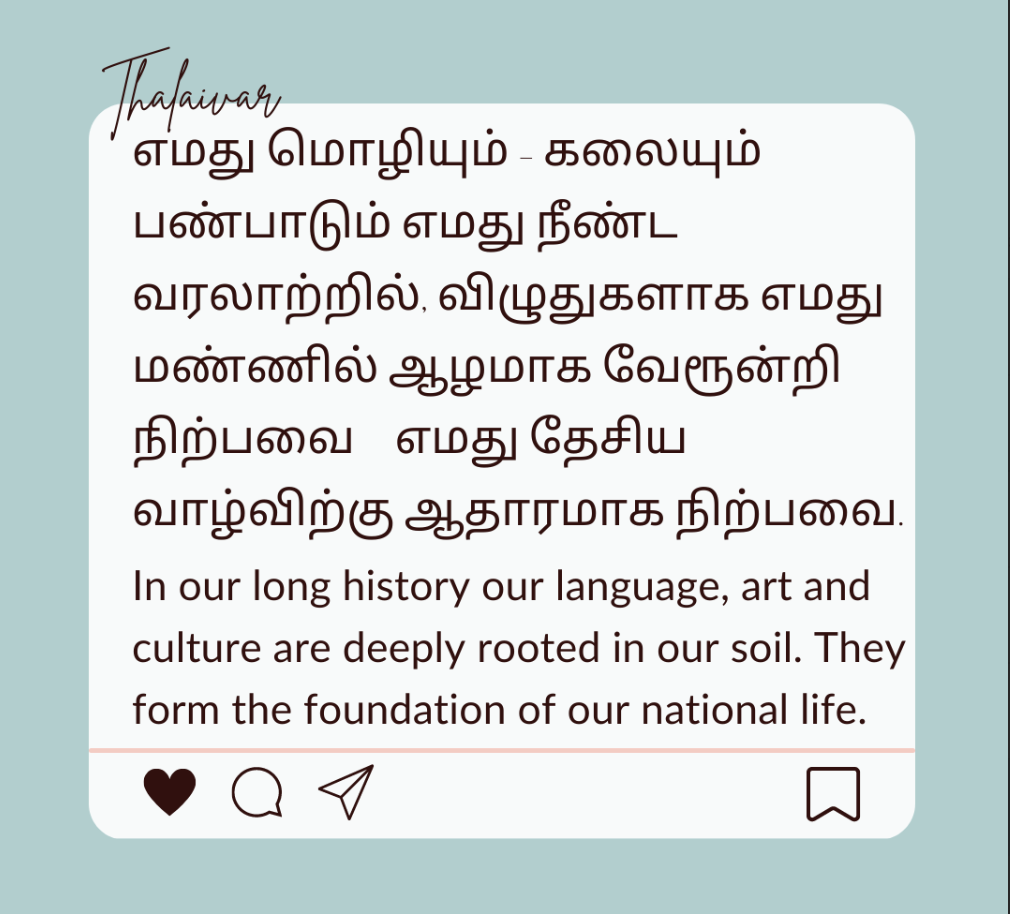 Thalaivar
எமது மொழியும் - கலையும்
பண்பாடும் எமது நீண்ட
வரலாற்றில், விழுதுகளாக எமது
மண்ணில் ஆழமாக வேரூன்றி
நிற்பவை எமது தேசிய
வாழ்விற்கு ஆதாரமாக நிற்பவை.
In our long history our language, art and
culture are deeply rooted in our soil. They
form the foundation of our national life.